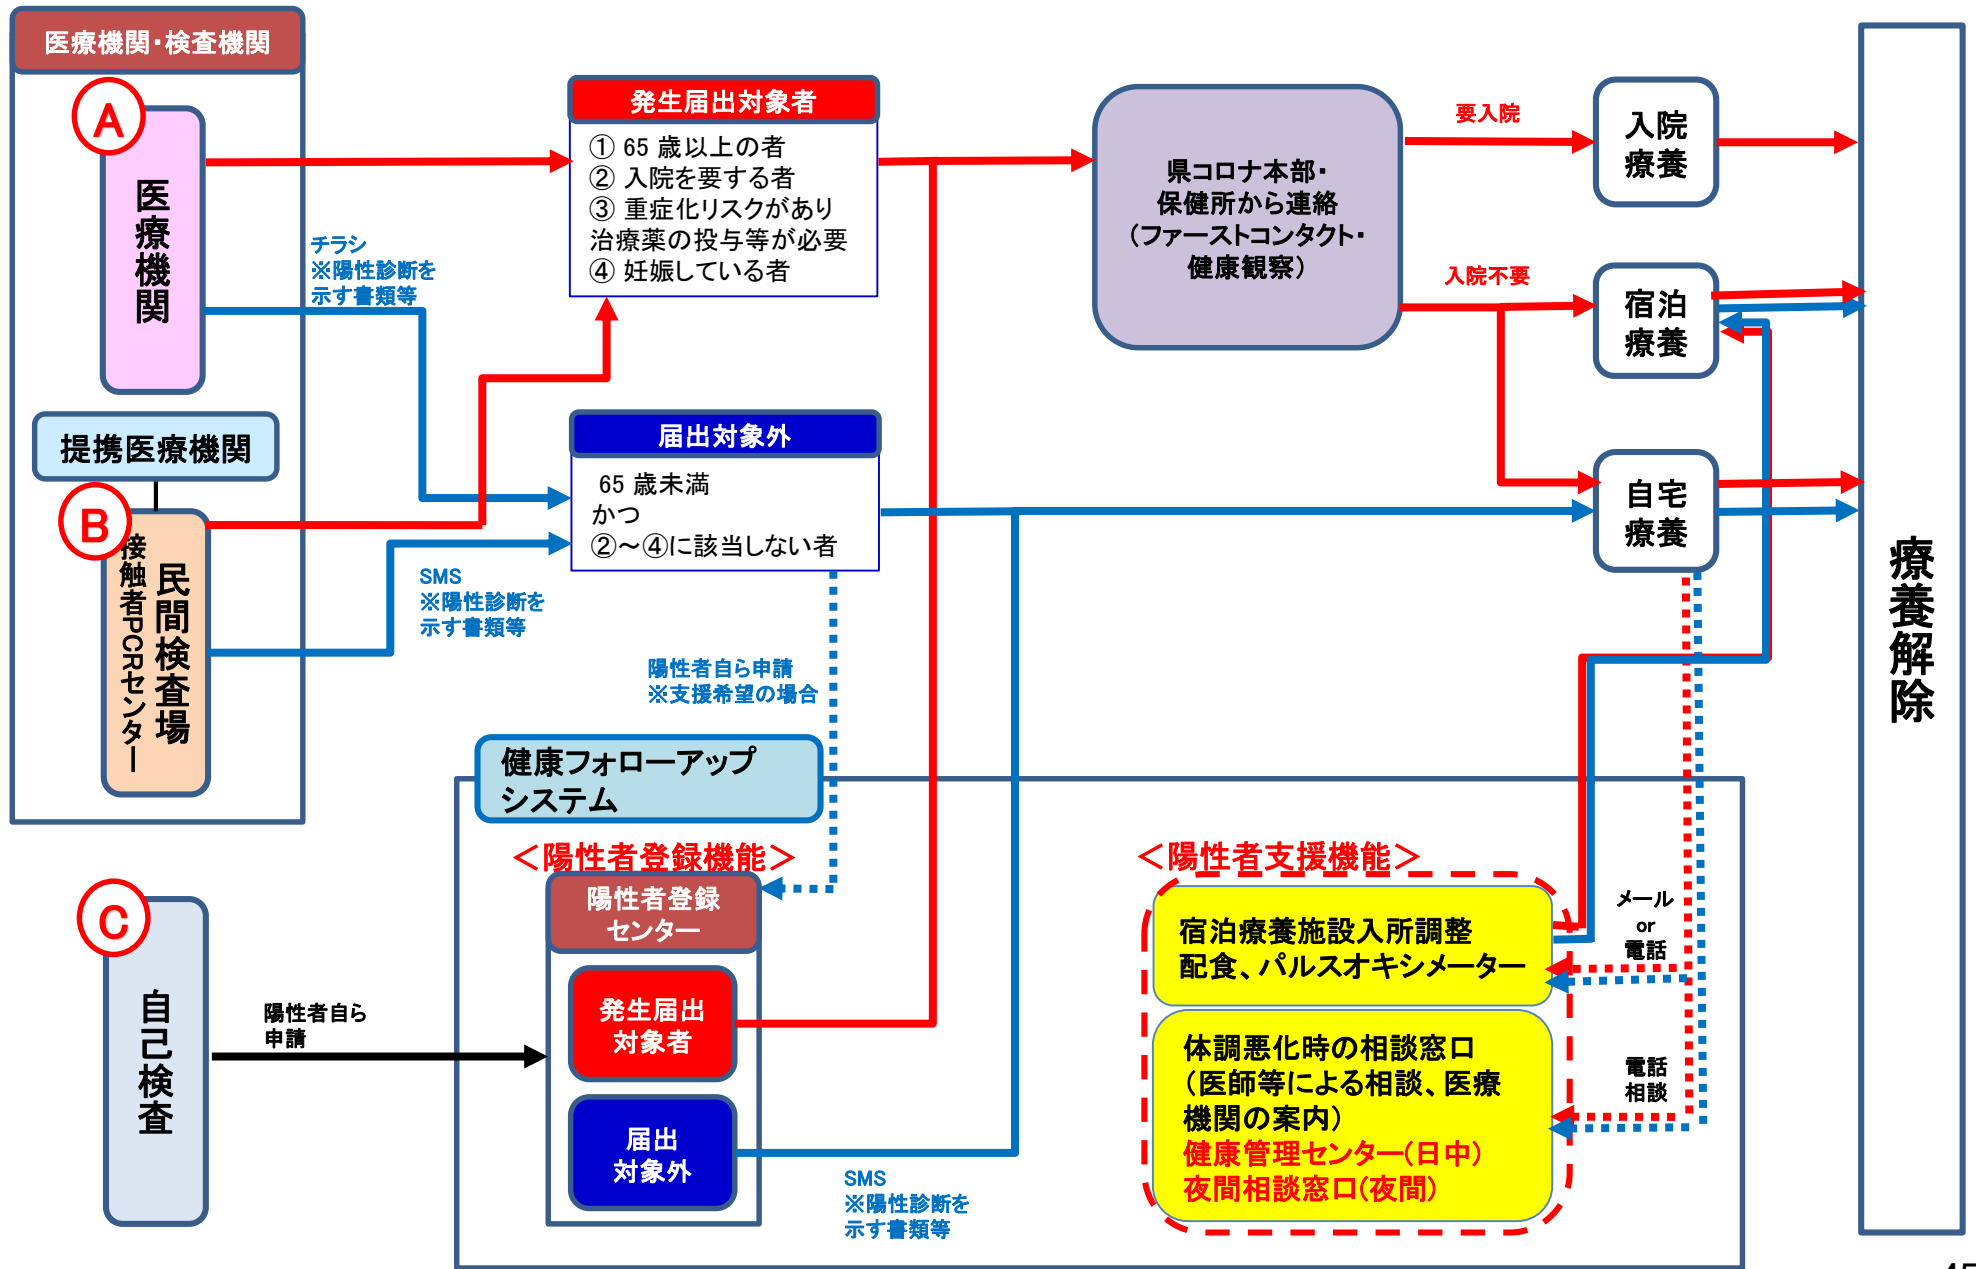 医療機関・検査機関
A
医療機関
チラシ
※陽性診断を
示す書類等
提携医療機関
B
民間検査場
接触者PCRセンター
SMS
※陽性診断を
示す書類等
C
自己検査
陽性者自ら
申請
発生届出対象者
① 65 歳以上の者
② 入院を要する者
③ 重症化リスクがあり
治療薬の投与等が必要
④ 妊娠している者
届出対象外
65 歳未満
かつ
②～④に該当しない者
陽性者自ら申請
※支援希望の場合
健康フォローアップ
システム
＜陽性者登録機能＞
陽性者登録
センター
発生届出
対象者
届出
対象外
SMS
※陽性診断を
示す書類等
県コロナ本部・
保健所から連絡
（ファーストコンタクト・
健康観察）
要入院
入院不要
入院
療養
宿泊
療養
自宅
療養
＜陽性者支援機能＞
宿泊療養施設入所調整
配食、パルスオキシメーター
体調悪化時の相談窓口
（医師等による相談、医療
機関の案内）
健康管理センター(日中)
夜間相談窓口(夜間)
メール
or
電話
電話
相談
療養解除